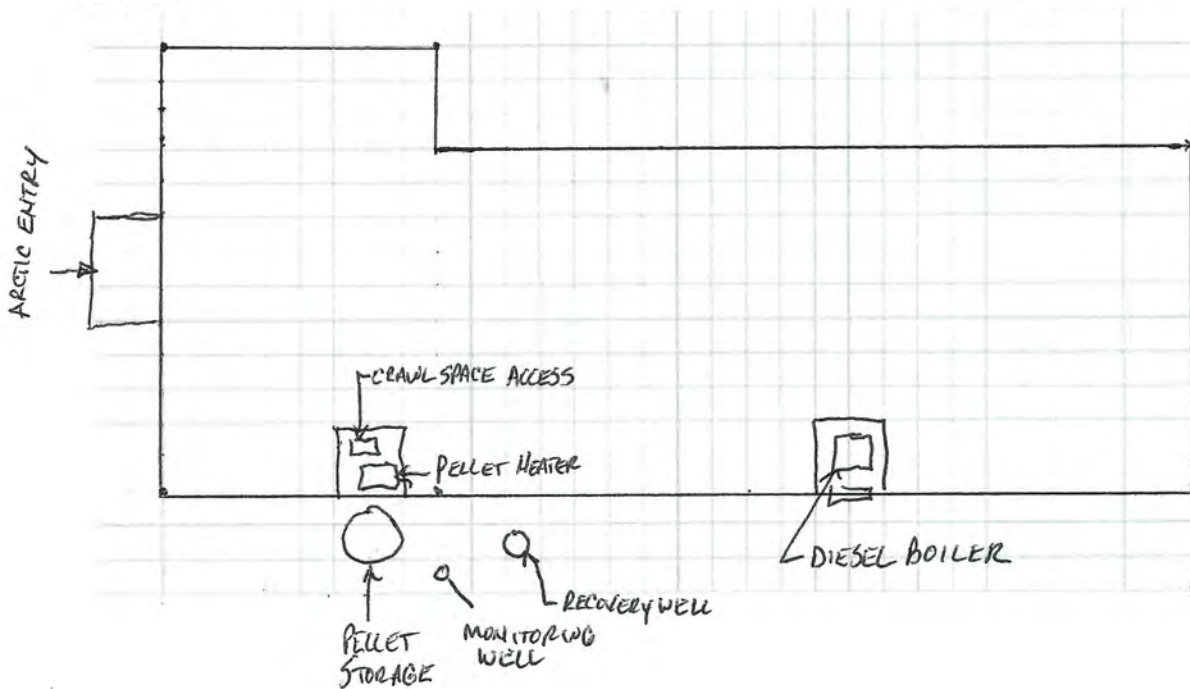 ARCTIC ENTRY
CRAWL SPACE ACCESS
PELLET HEATER
DIESEL BOILER
RECOVERY WELL
MONITORING
WELL
PELLET
STORAGE